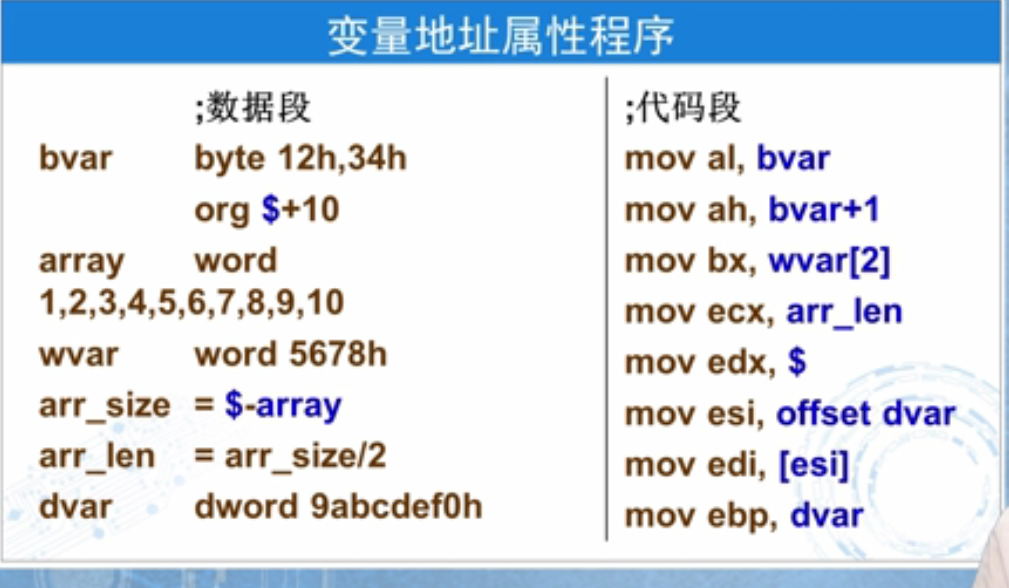 变量地址属性程序
;数据段
bvar byte 12h,34h
org $+10
array word
1,2,3,4,5,6,7,8,9,10
wvar word 5678h
arr_size = $-array
arr_len = arr_size/2
dvar dword 9abcdef0h
;代码段
mov al, bvar
mov ah, bvar+1
mov bx, wvar[2]
mov ecx, arr_len
mov edx, $
mov esi, offset dvar
mov edi, [esi]
mov ebp, dvar